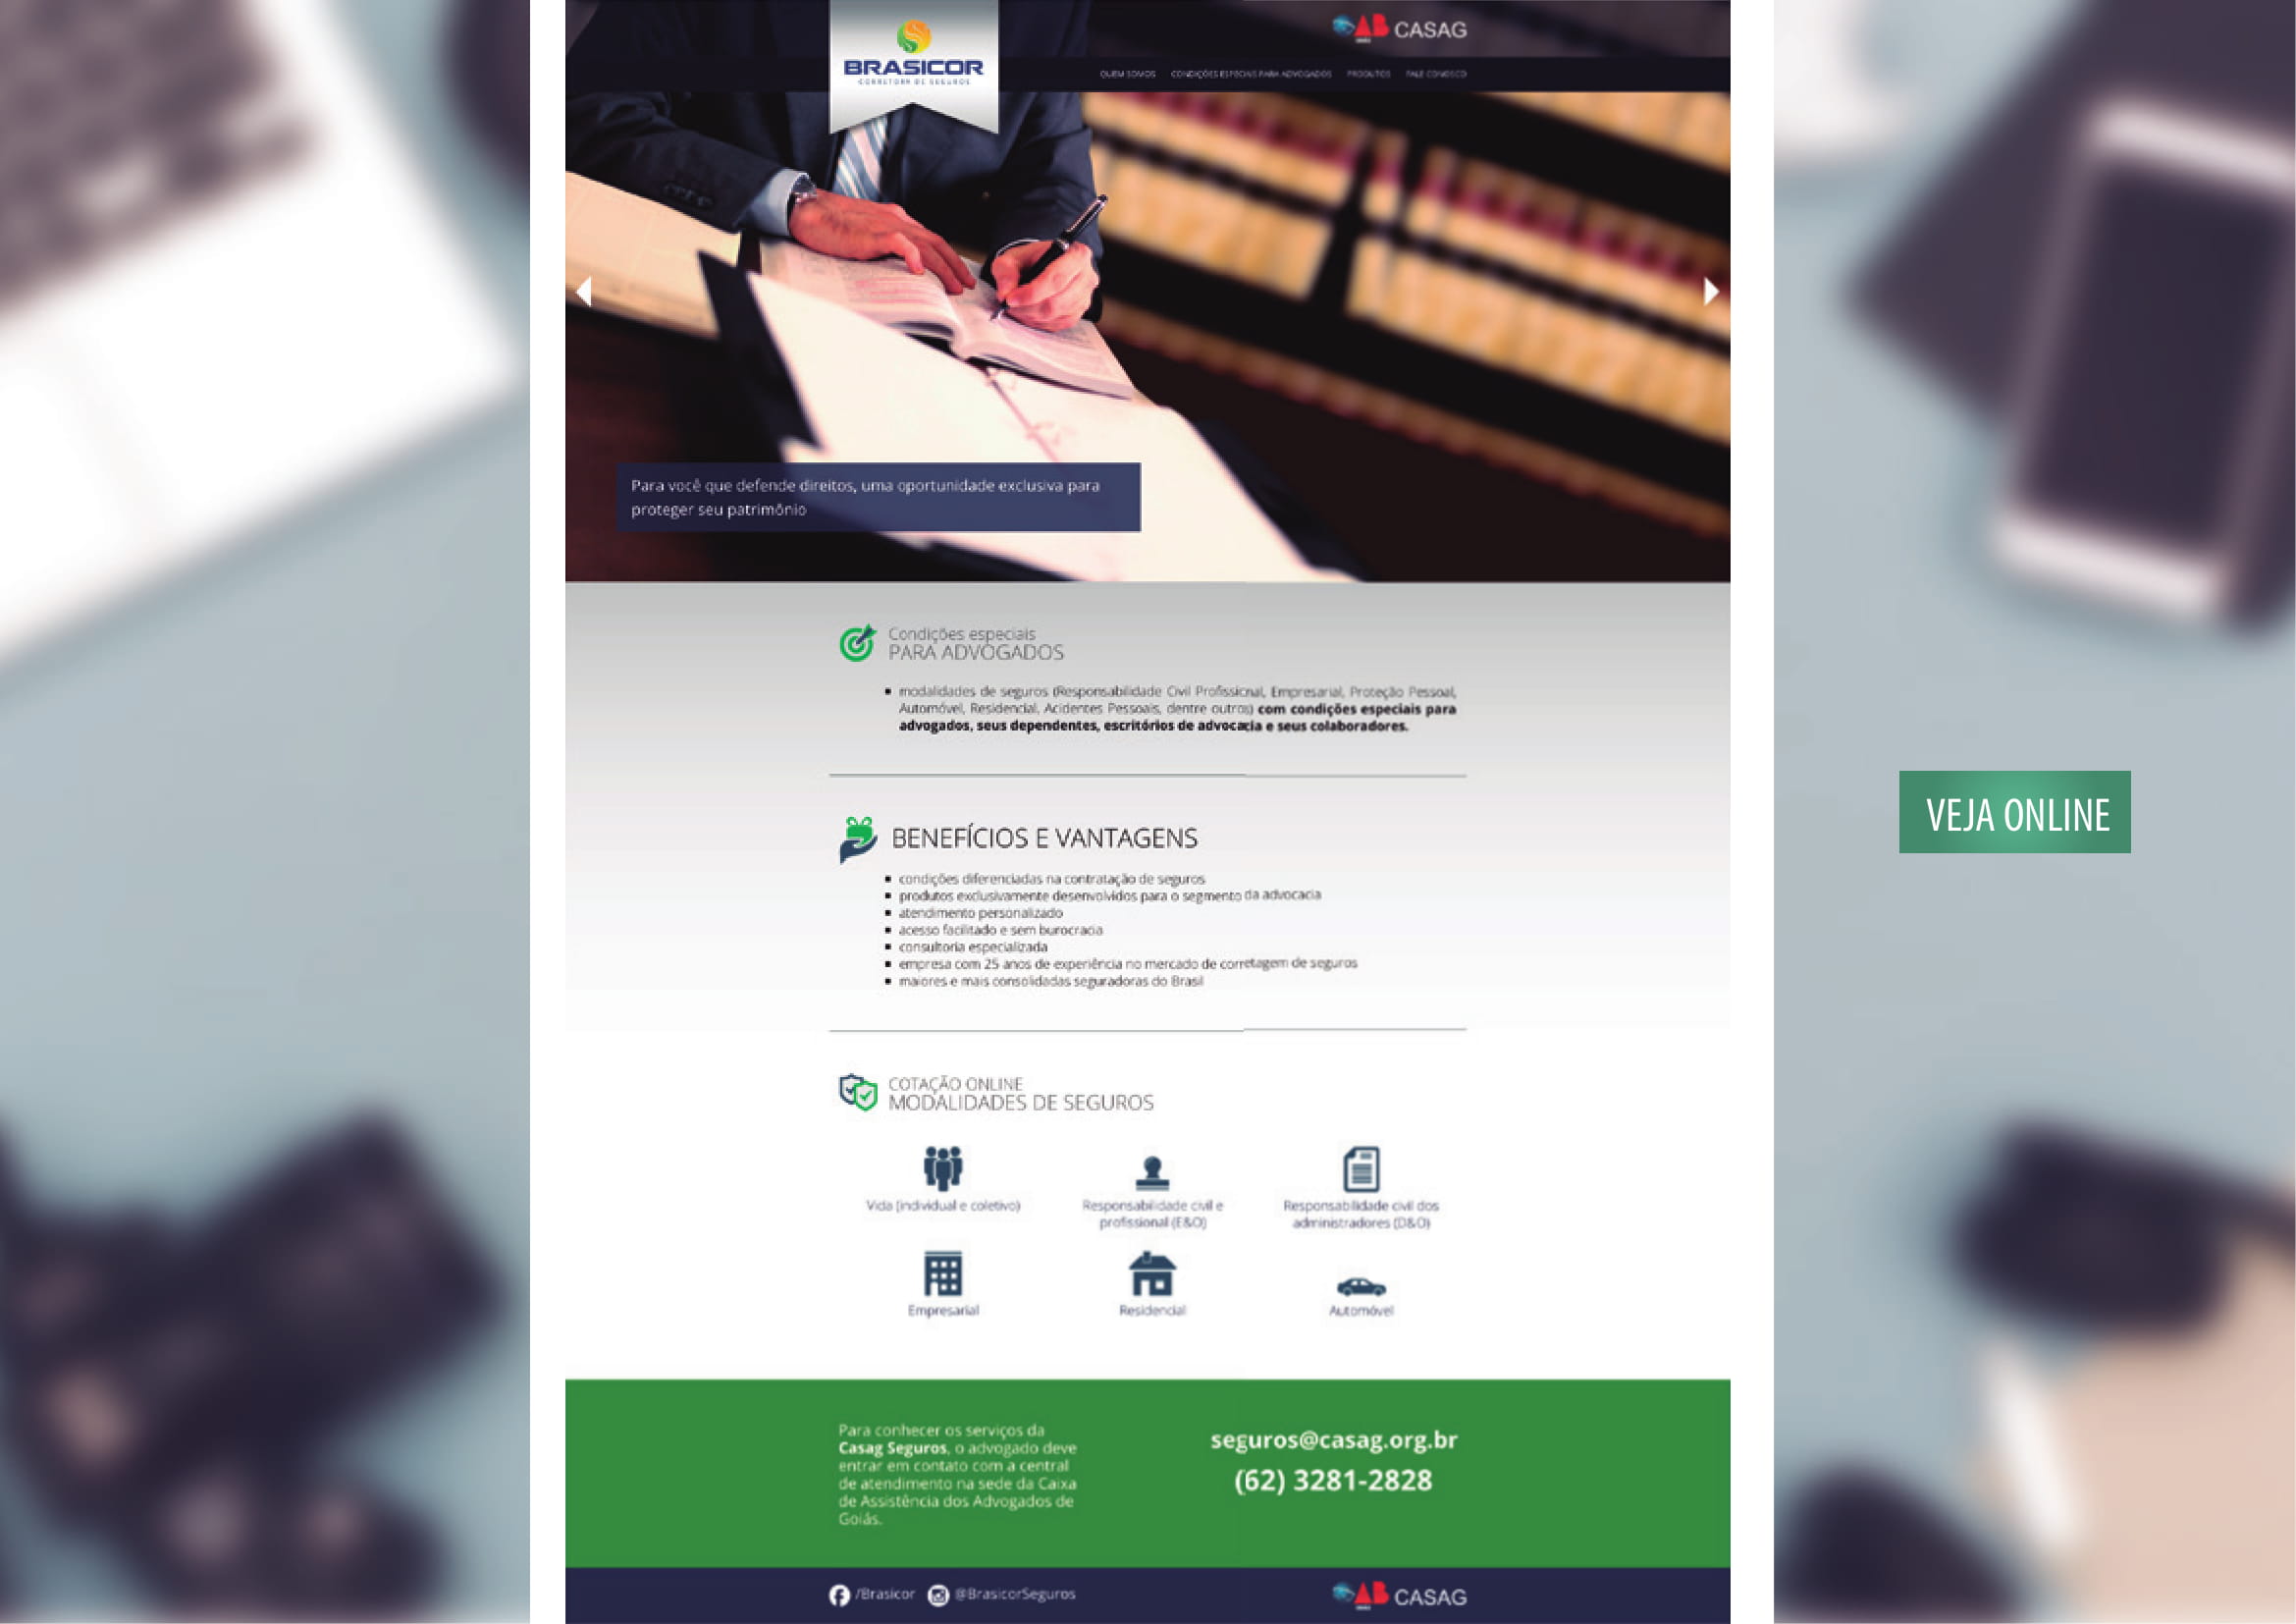 BRASICOR
CORRETORA DE SEGUROS
OAB CASAG
QUEM SOMOS CONDIÇÕES ESPECIAIS PARA ADVOGADOS PRODUTOS FALE CONOSCO
Para você que defende direitos, uma oportunidade exclusiva para
proteger seu patrimônio
Condições especiais
PARA ADVOGADOS
▪ modalidades de seguros (Responsabilidade Civil Profissional, Empresarial, Proteção Pessoal,
Automóvel, Residencial, Acidentes Pessoais, dentre outros) com condições especiais para
advogados, seus dependentes, escritórios de advocacia e seus colaboradores.
BENEFÍCIOS E VANTAGENS
▪ condições diferenciadas na contratação de seguros
▪ produtos exclusivamente desenvolvidos para o segmento da advocacia
▪ atendimento personalizado
▪ acesso facilitado e sem burocracia
▪ consultoria especializada
▪ empresa com 25 anos de experiência no mercado de corretagem de seguros
▪ maiores e mais consolidadas seguradoras do Brasil
VEJA ONLINE
COTAÇÃO ONLINE
MODALIDADES DE SEGUROS
Vida (individual e coletivo)
Responsabilidade civil e
profissional (E&O)
Responsabilidade civil dos
administradores (D&O)
Empresarial
Residencial
Automóvel
Para conhecer os serviços da
Casag Seguros, o advogado deve
entrar em contato com a central
de atendimento na sede da Caixa
de Assistência dos Advogados de
Goiás.
seguros@casag.org.br
(62) 3281-2828
/Brasicor @BrasicorSeguros
OAB CASAG